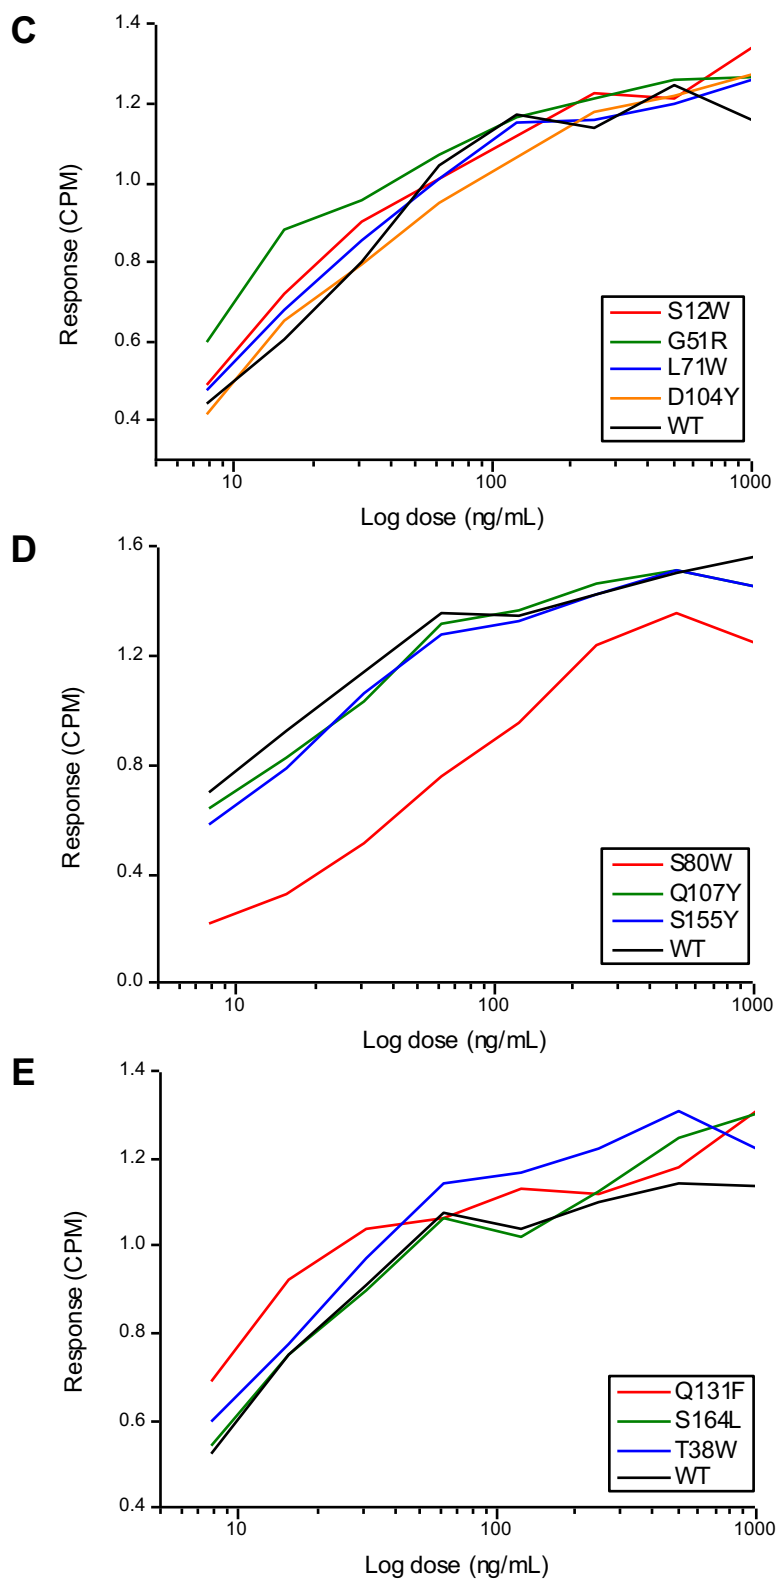 C
1.4
1.2
1.0
0.8
0.6
0.4
Response (CPM)
S12W
G51R
L71W
D104Y
WT
10
100
1000
Log dose (ng/mL)
D
1.6
1.2
0.8
0.4
0.0
Response (CPM)
S80W
Q107Y
S155Y
WT
10
100
1000
Log dose (ng/mL)
E
1.4
1.2
1.0
0.8
0.6
0.4
Response (CPM)
Q131F
S164L
T38W
WT
10
100
1000
Log dose (ng/mL)